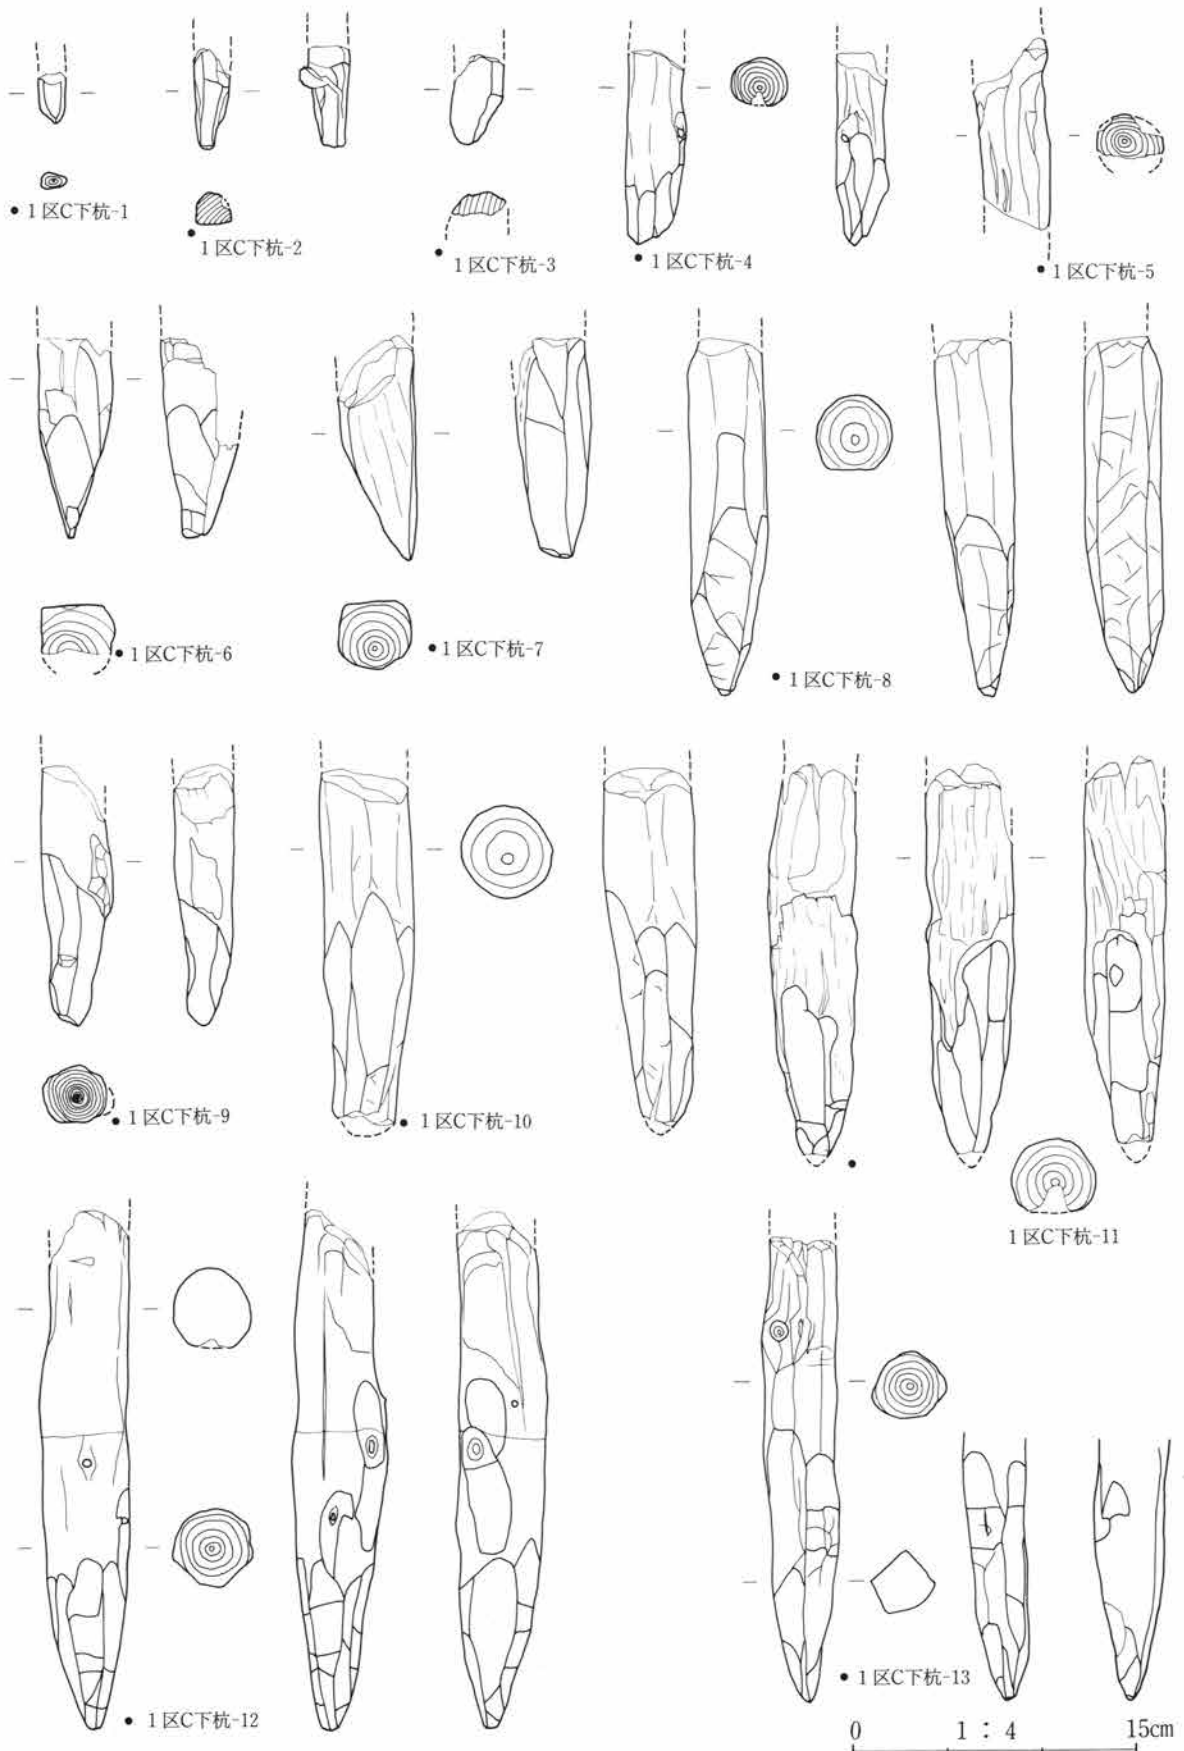 • 1区C下杭-1
• 1区C下杭-2
• 1区C下杭-3
• 1区C下杭-4
• 1区C下杭-5
• 1区C下杭-6
• 1区C下杭-7
• 1区C下杭-8
• 1区C下杭-9
• 1区C下杭-10
• 1区C下杭-11
• 1区C下杭-12
• 1区C下杭-13
0 1:4 15cm